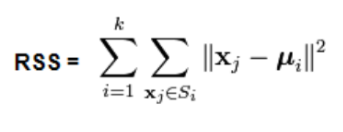 RSS = $\sum_{i=1}^{k} \sum_{\mathbf{x}_j \in S_i} \|\mathbf{x}_j - \boldsymbol{\mu}_i\|^2$